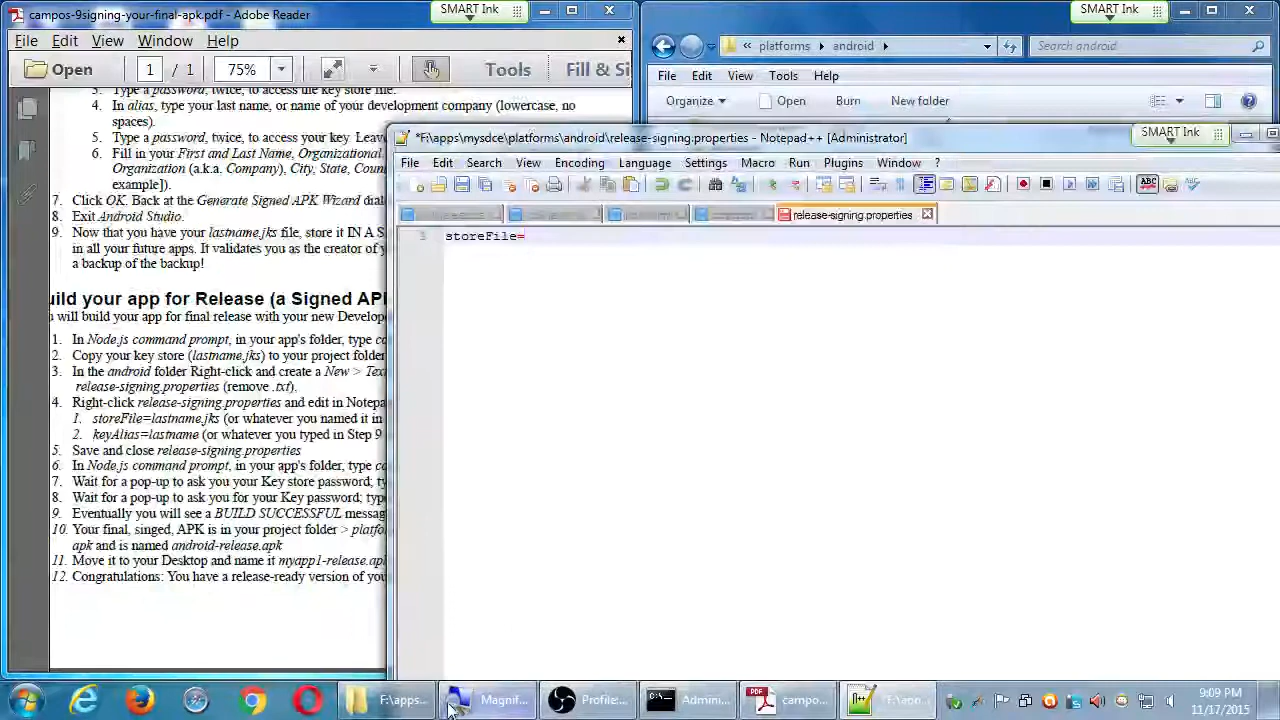 campos-9signing-your-final-apk.pdf - Adobe Reader
SMART Ink
SMART Ink
File Edit View Window Help
platforms android
Search android
Open 1 / 1 75% Tools Fill & Si
File Edit View Tools Help
Organize Open Burn New folder
3. Type a password, twice, to access the key store file.
4. In alias, type your last name, or name of your development company (lowercase, no
spaces).
5. Type a password, twice, to access your key. Leav
6. Fill in your First and Last Name, Organizational
Organization (a.k.a. Company), City, State, Coun
example]).
7. Click OK. Back at the Generate Signed APK Wizard dial
8. Exit Android Studio.
9. Now that you have your lastname.jks file, store it IN A S
in all your future apps. It validates you as the creator of y
a backup of the backup!
uild your app for Release (a Signed API
will build your app for final release with your new Develop
1. In Node.js command prompt, in your app's folder, type co
2. Copy your key store (lastname.jks) to your project folder
3. In the android folder Right-click and create a New > Tex
release-signing.properties (remove .txt).
4. Right-click release-signing.properties and edit in Notepa
1. storeFile=lastname.jks (or whatever you named it in
2. keyAlias=lastname (or whatever you typed in Step 9
5. Save and close release-signing.properties
6. In Node.js command prompt, in your app's folder, type co
7. Wait for a pop-up to ask you your Key store password; ty
8. Wait for a pop-up to ask you for your Key password; type
9. Eventually you will see a BUILD SUCCESSFUL messag
10. Your final, singed, APK is in your project folder > platfo
apk and is named android-release.apk
11. Move it to your Desktop and name it myapp1-release.apk
12. Congratulations: You have a release-ready version of you
*F:\apps\mysdce\platforms\android\release-signing.properties - Notepad++ [Administrator]
SMART Ink
File Edit Search View Encoding Language Settings Macro Run Plugins Window ?
release-signing.properties
storeFile=
F:\apps... Magnif... Profile:... Admini... campo... F:\apps
9:09 PM
11/17/2015